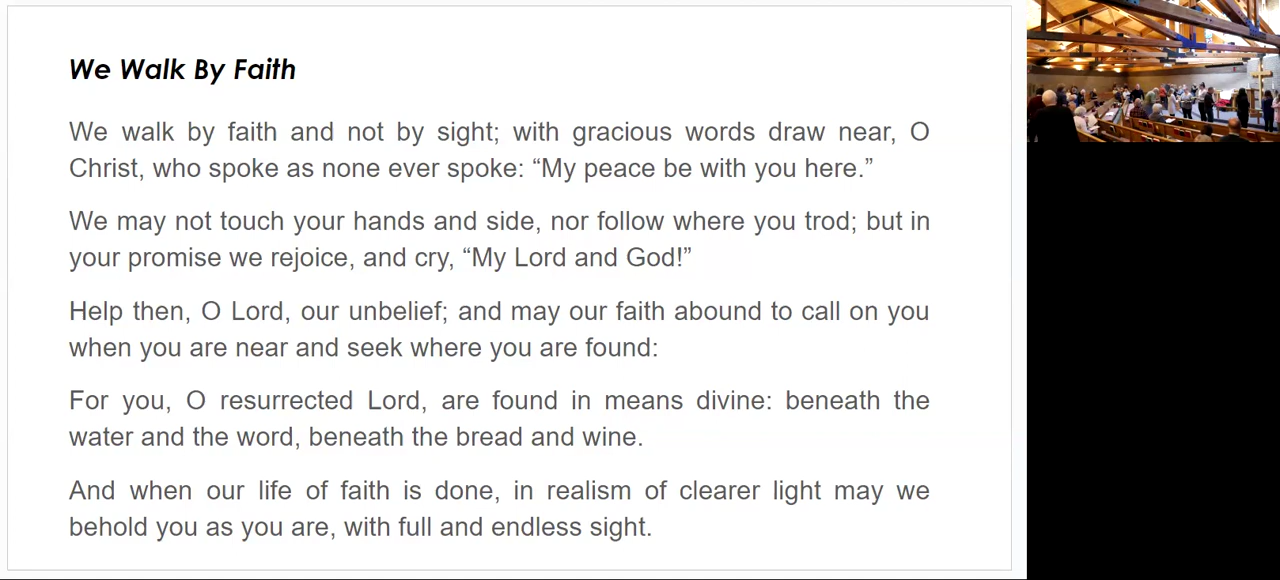 We Walk By Faith
We walk by faith and not by sight; with gracious words draw near, O
Christ, who spoke as none ever spoke: “My peace be with you here.”
We may not touch your hands and side, nor follow where you trod; but in
your promise we rejoice, and cry, “My Lord and God!”
Help then, O Lord, our unbelief; and may our faith abound to call on you
when you are near and seek where you are found:
For you, O resurrected Lord, are found in means divine: beneath the
water and the word, beneath the bread and wine.
And when our life of faith is done, in realism of clearer light may we
behold you as you are, with full and endless sight.